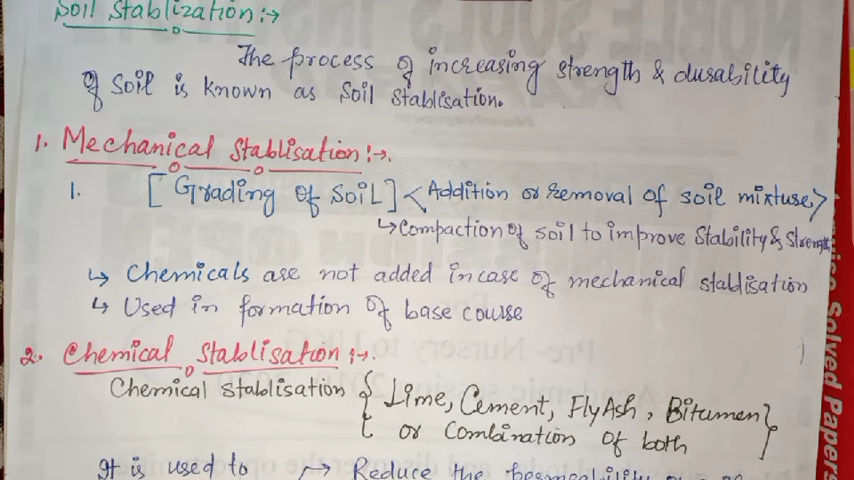 Soil Stablization :→
The process of increasing strength & durability
of soil is known as soil stablisation.
1. Mechanical Stablisation :→.
1. [Grading of Soil] <Addition or removal of soil mixture>
↳ Compaction of soil to improve Stability & Strength
↳ Chemicals are not added incase of mechanical stablisation
↳ Used in formation of base course
2. Chemical Stablisation :→.
Chemical stablisation { Lime, Cement, FlyAsh, Bitumen }
or combination of both
It is used to → Reduce the permeability
Solved Papers